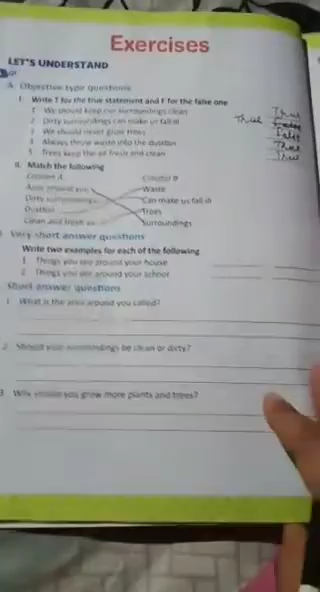 Exercises
LET'S UNDERSTAND
A Objective type questions
I. Write T for the true statement and F for the false one
1 We should keep our surroundings clean True
2 Dirty surroundings can make us fall ill True
3 We should never grow trees False
4 Always throw waste into the dustbin True
5 Trees keep the air fresh and clean True
II. Match the following
Column A Column B
Area around you Waste
Dirty surroundings Can make us fall ill
Dustbin Trees
Clean and fresh air Surroundings
Very short answer questions
Write two examples for each of the following
1 Things you see around your house
2 Things you see around your school
Short answer questions
1. What is the area around you called?
2. Should your surroundings be clean or dirty?
3 Why should you grow more plants and trees?